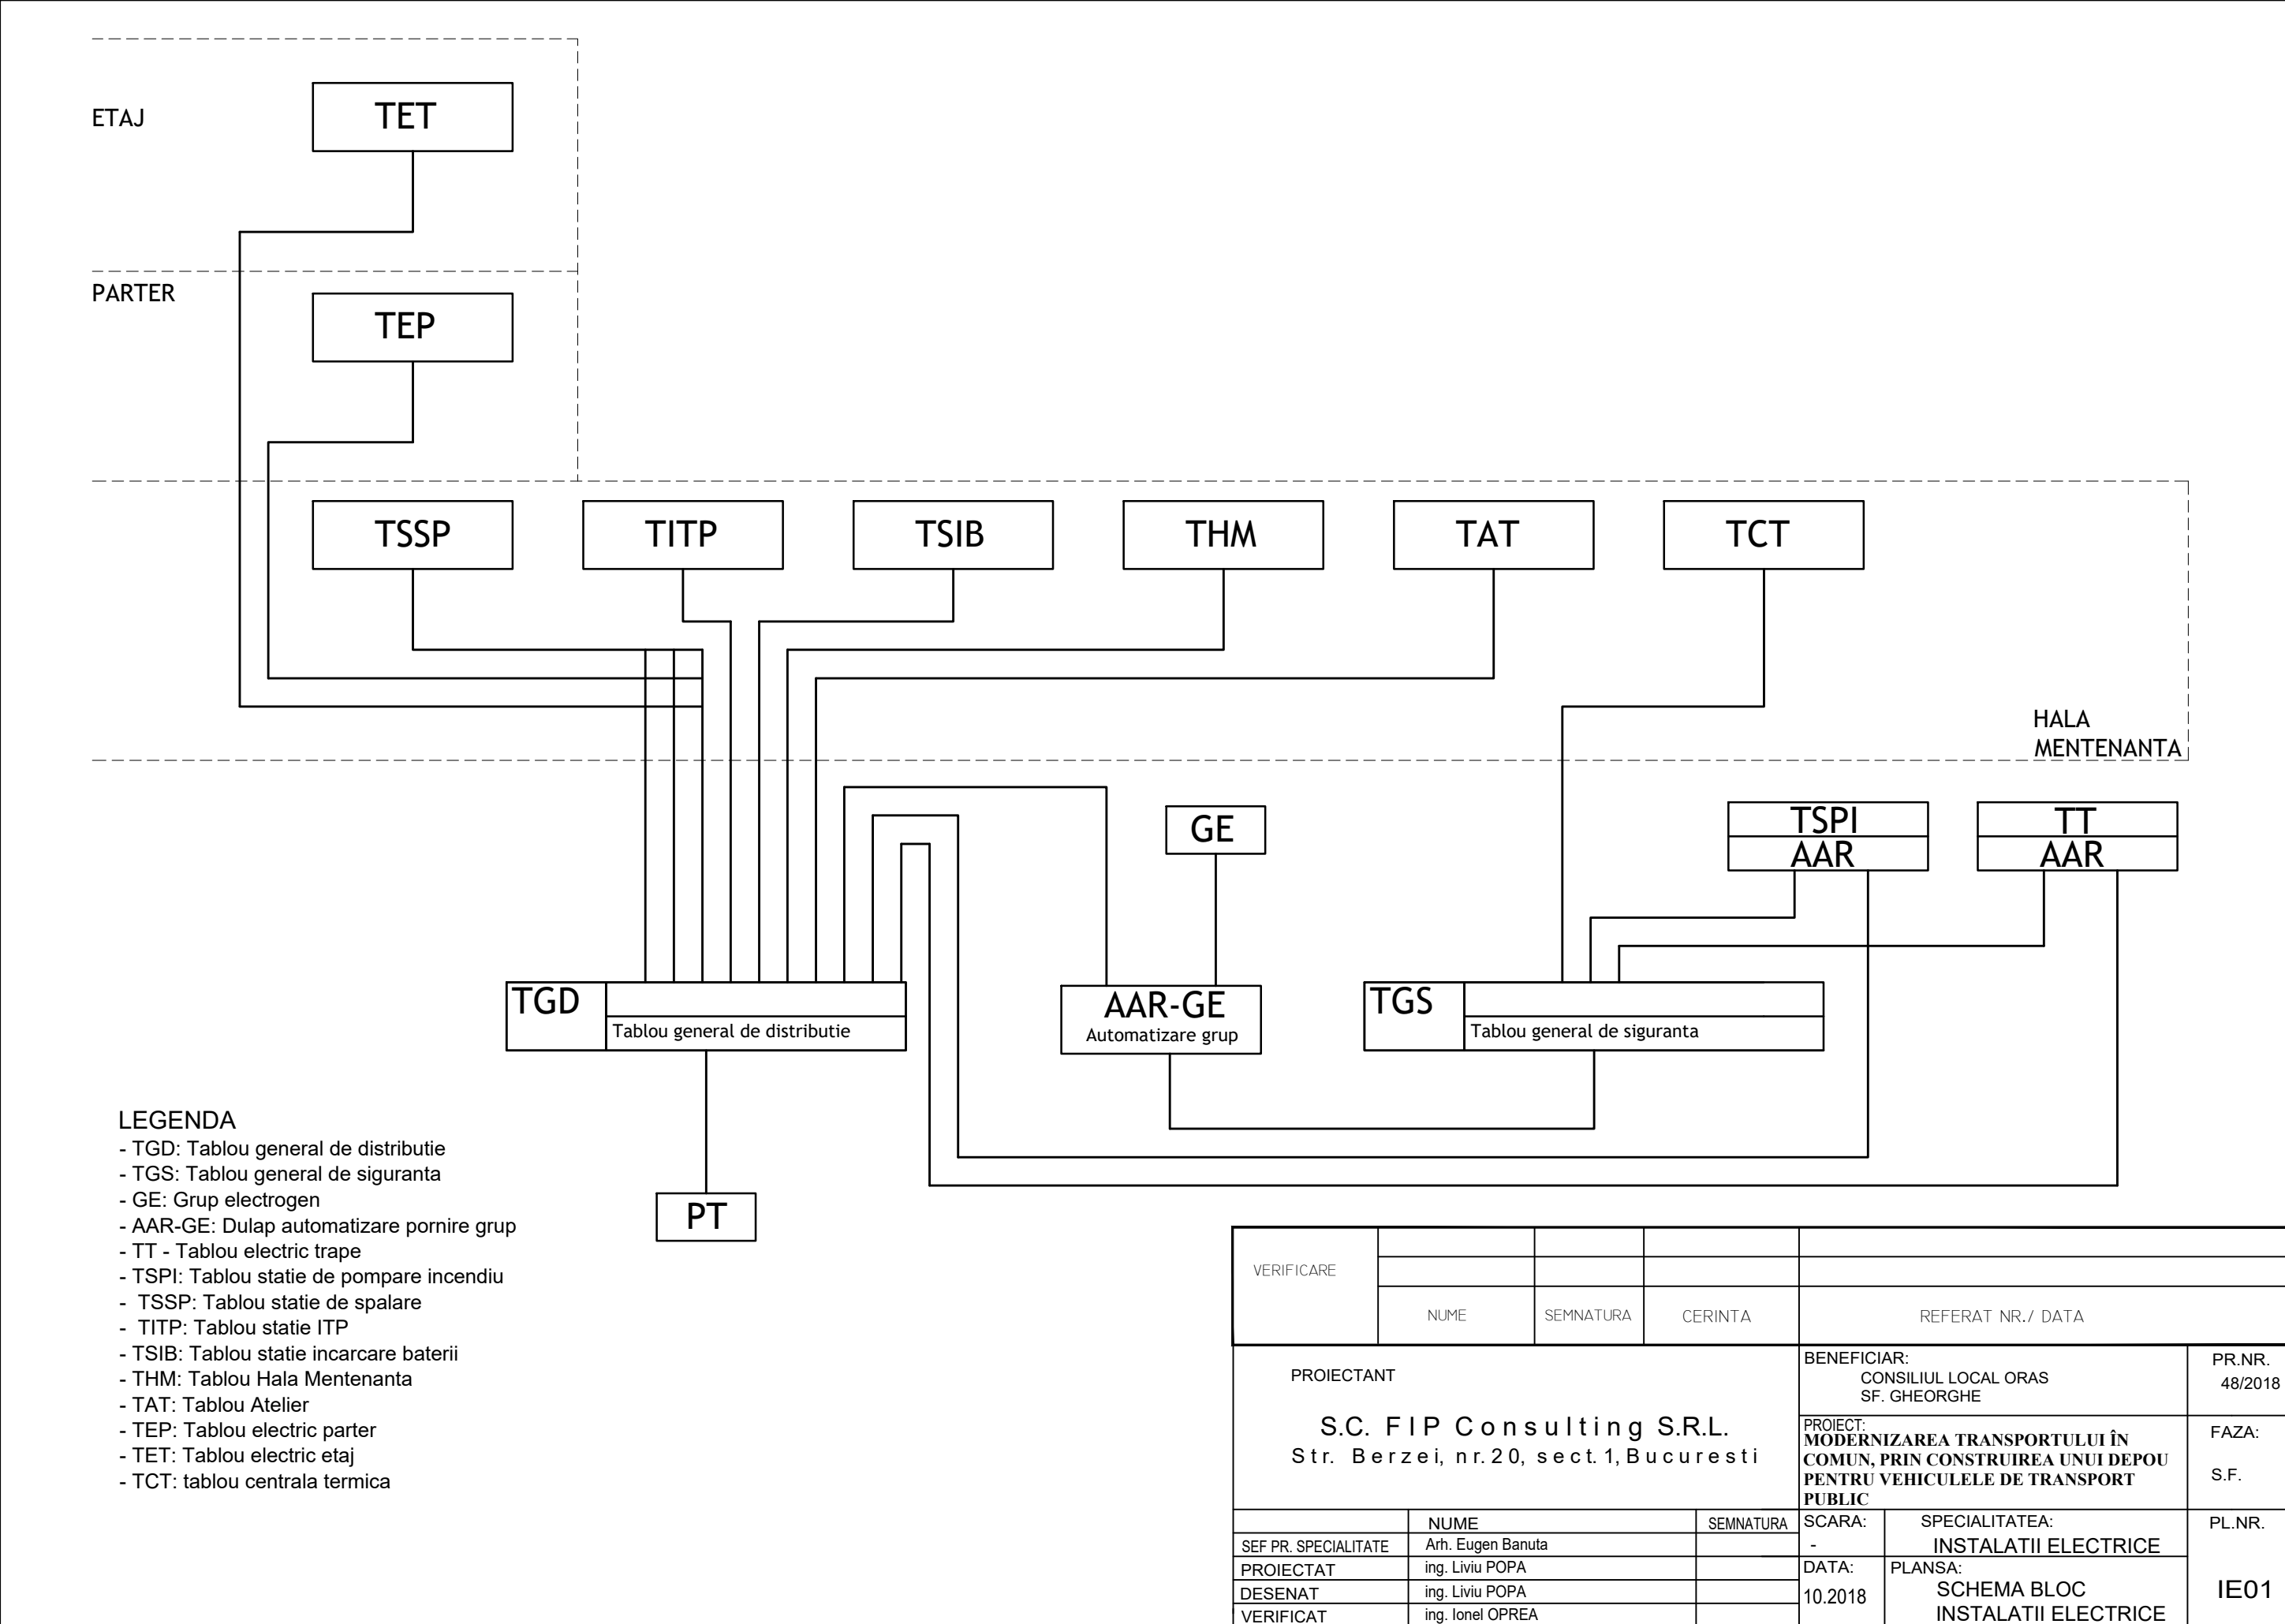 ETAJ
TET
PARTER
TEP
TSSP
TITP
TSIB
THM
TAT
TCT
HALA
MENTENANTA
GE
TSPI
AAR
TT
AAR
TGD
Tablou general de distributie
AAR-GE
Automatizare grup
TGS
Tablou general de siguranta
PT
LEGENDA
- TGD: Tablou general de distributie
- TGS: Tablou general de siguranta
- GE: Grup electrogen
- AAR-GE: Dulap automatizare pornire grup
- TT - Tablou electric trape
- TSPI: Tablou statie de pompare incendiu
- TSSP: Tablou statie de spalare
- TITP: Tablou statie ITP
- TSIB: Tablou statie incarcare baterii
- THM: Tablou Hala Mentenanta
- TAT: Tablou Atelier
- TEP: Tablou electric parter
- TET: Tablou electric etaj
- TCT: tablou centrala termica
VERIFICARE
NUME SEMNATURA CERINTA REFERAT NR./ DATA
PROIECTANT
S.C. FIP Consulting S.R.L.
Str. Berzei, nr.20, sect.1, Bucuresti
BENEFICIAR:
CONSILIUL LOCAL ORAS
SF. GHEORGHE
PR.NR.
48/2018
PROIECT:
MODERNIZAREA TRANSPORTULUI ÎN
COMUN, PRIN CONSTRUIREA UNUI DEPOU
PENTRU VEHICULELE DE TRANSPORT
PUBLIC
FAZA:
S.F.
NUME SEMNATURA
SEF PR. SPECIALITATE Arh. Eugen Banuta
PROIECTAT ing. Liviu POPA
DESENAT ing. Liviu POPA
VERIFICAT ing. Ionel OPREA
SCARA:
-
SPECIALITATEA:
INSTALATII ELECTRICE
DATA:
10.2018
PLANSA:
SCHEMA BLOC
INSTALATII ELECTRICE
PL.NR.
IE01